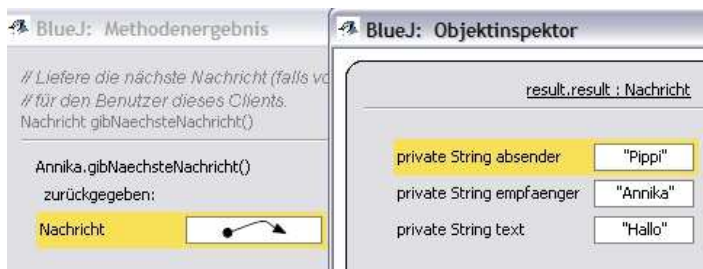 BlueJ: Methodenergebnis
// Liefere die nächste Nachricht (falls
// für den Benutzer dieses Clients.
Nachricht gibNaechsteNachricht()
Annika.gibNaechsteNachricht()
zurückgegeben:
Nachricht
BlueJ: Objektinspektor
result.result : Nachricht
private String absender "Pippi"
private String empfaenger "Annika"
private String text "Hallo"